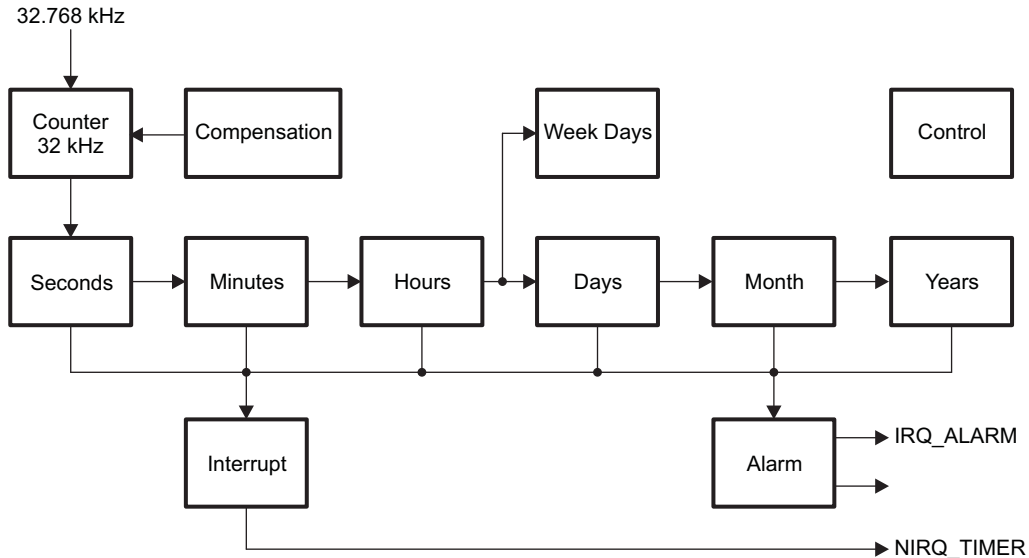 32.768 kHz
Counter
32 kHz
Compensation
Week Days
Control
Seconds
Minutes
Hours
Days
Month
Years
Interrupt
Alarm
IRQ_ALARM
NIRQ_TIMER